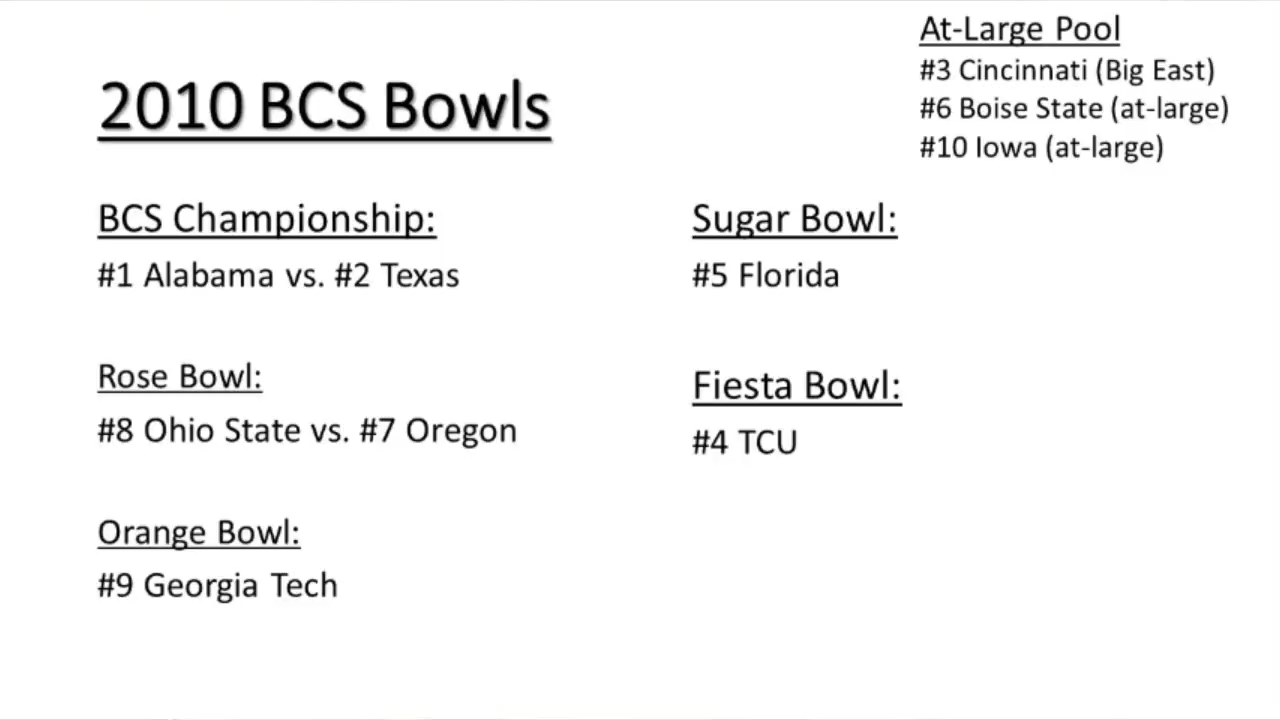 At-Large Pool
#3 Cincinnati (Big East)
#6 Boise State (at-large)
#10 Iowa (at-large)
2010 BCS Bowls
BCS Championship:
#1 Alabama vs. #2 Texas
Rose Bowl:
#8 Ohio State vs. #7 Oregon
Orange Bowl:
#9 Georgia Tech
Sugar Bowl:
#5 Florida
Fiesta Bowl:
#4 TCU